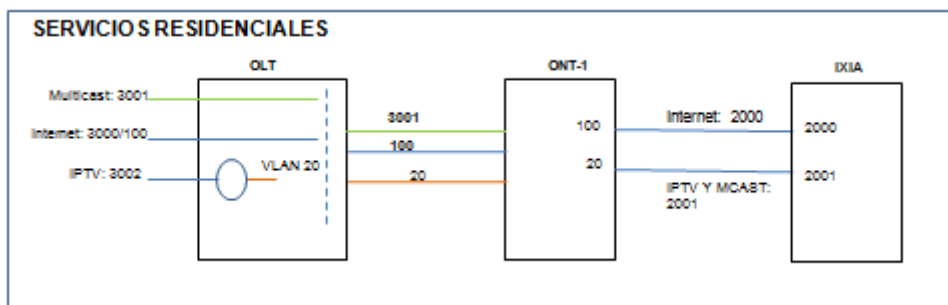 SERVICIOS RESIDENCIALES
OLT
ONT-1
IXIA
Multicast: 3001
3001
Internet: 2000
100
2000
Internet: 3000/100
100
VLAN 20
20
IPTV: 3002
20
2001
IPTV Y MCAST:
2001